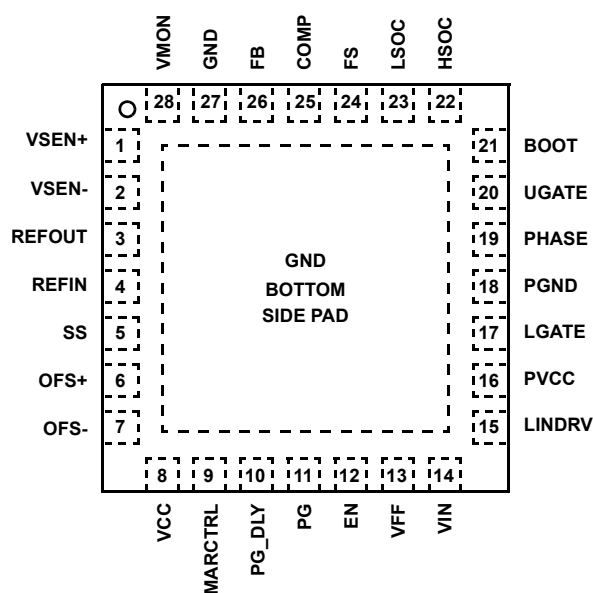 VMON
GND
FB
COMP
FS
LSOC
HSOC
28 27 26 25 24 23 22
VSEN+ 1
VSEN- 2
REFOUT 3
REFIN 4
SS 5
OFS+ 6
OFS- 7
21 BOOT
20 UGATE
19 PHASE
18 PGND
17 LGATE
16 PVCC
15 LINDRV
GND
BOTTOM
SIDE PAD
8 9 10 11 12 13 14
VCC
MARCTRL
PG_DLY
PG
EN
VFF
VIN